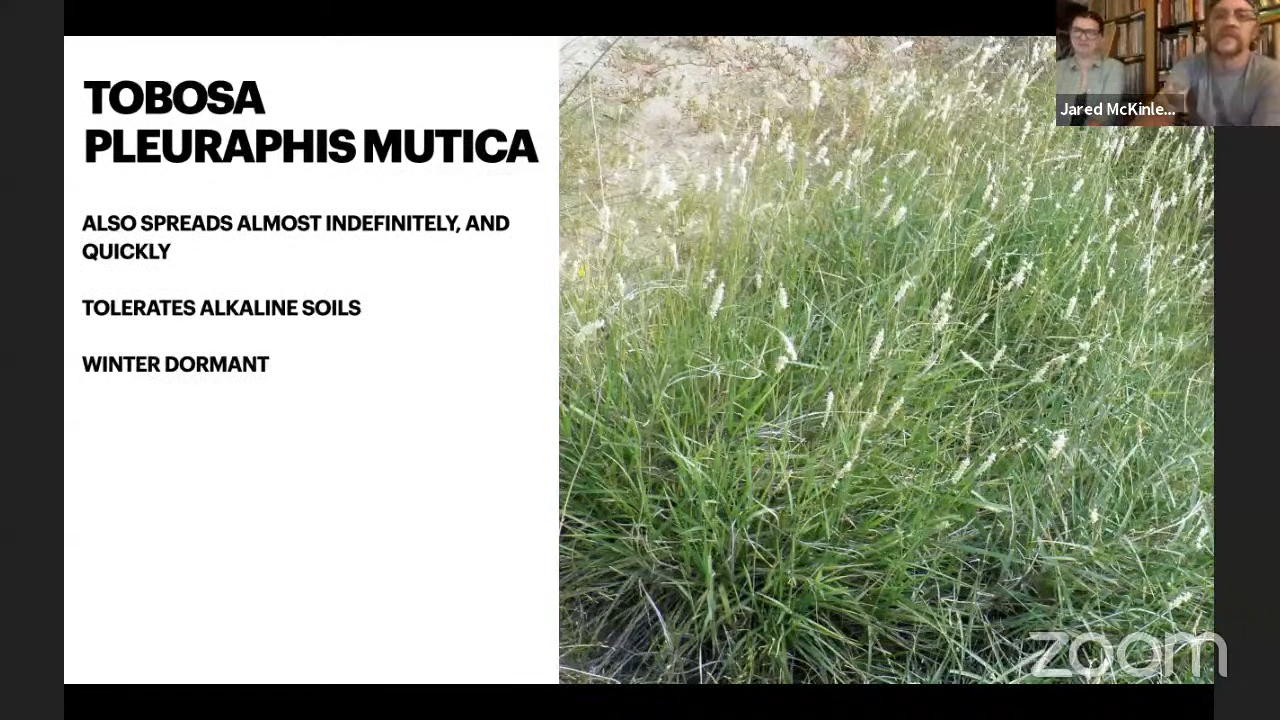 TOBOSA
PLEURAPHIS MUTICA
ALSO SPREADS ALMOST INDEFINITELY, AND
QUICKLY
TOLERATES ALKALINE SOILS
WINTER DORMANT
Jared McKinle...
zoom